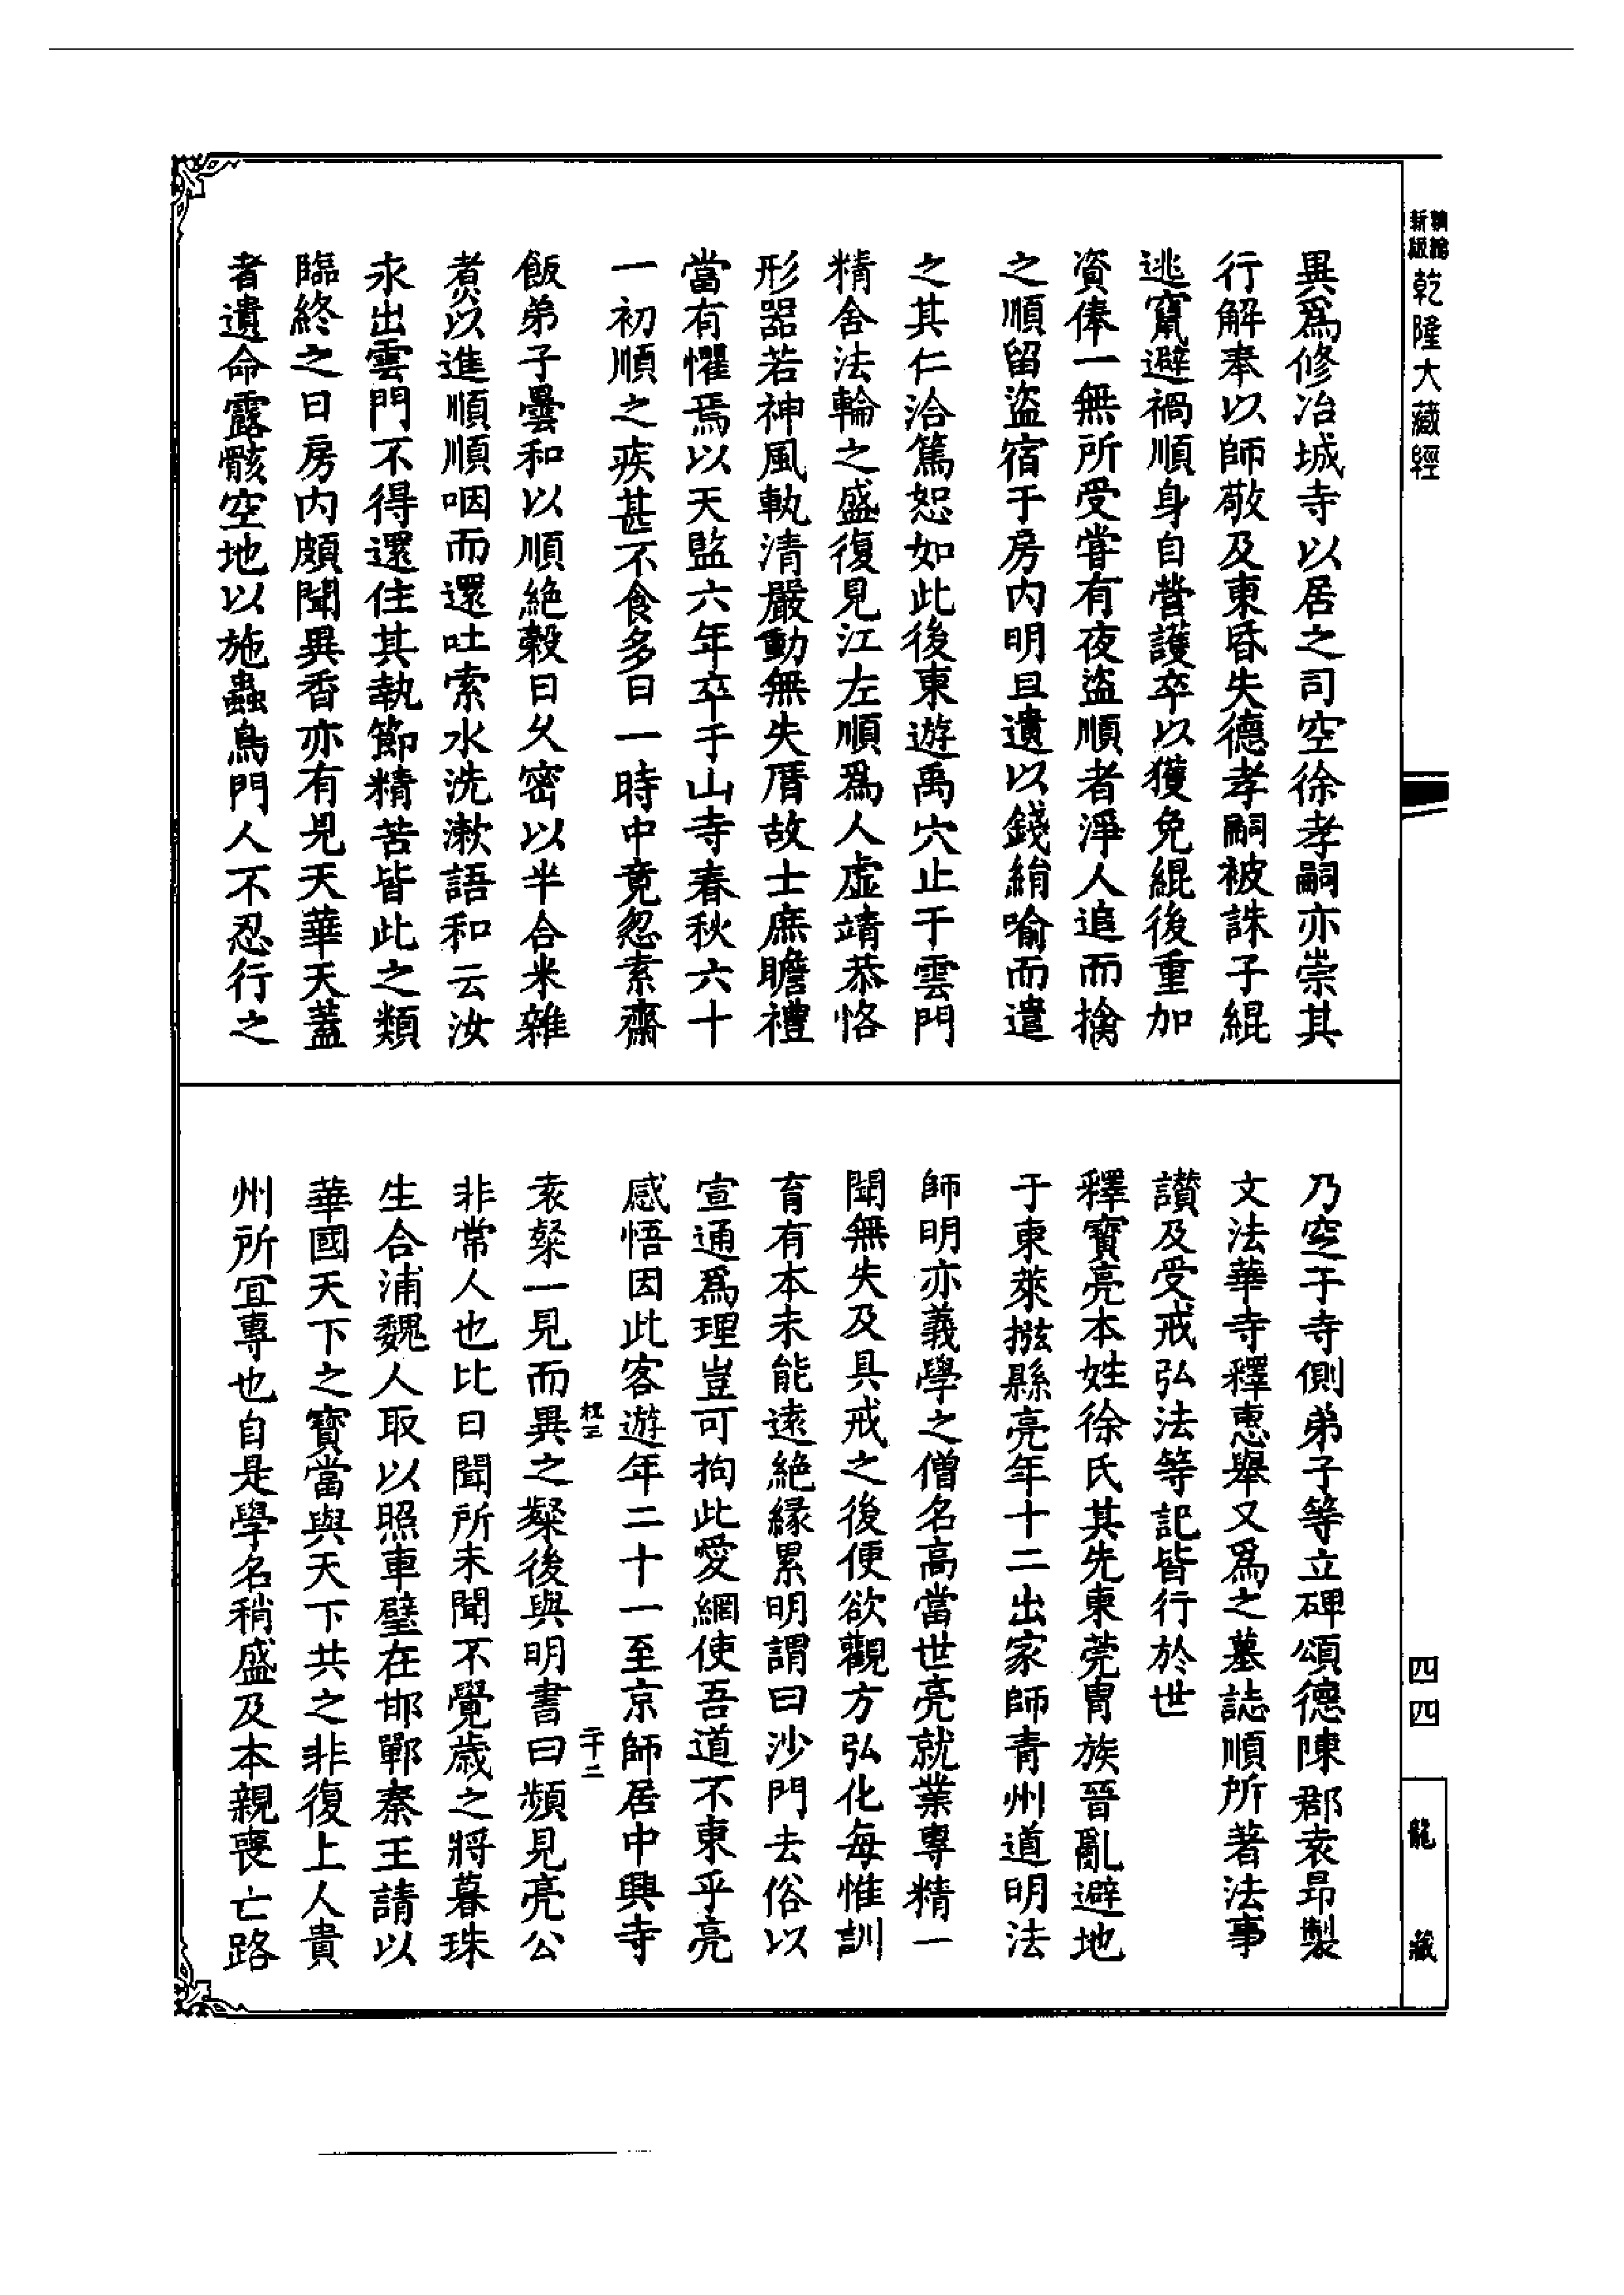 新編縮版乾隆大藏經
異爲修冶城寺以居之司空徐孝嗣亦崇其
行解奉以師敬及東昏失德孝嗣被誅子緄
逃竄避禍順身自營護卒以獲免緄後重加
資俸一無所受甞有夜盜順者淨人追而擒
之順留盜宿于房内明旦遺以錢絹喻而遣
之其仁洽篤恕如此後東遊禹穴止于雲門
精舍法輪之盛復見江左順爲人虛靖恭恪
形器若神風軌清嚴動無失厝故士庶瞻禮
當有懼焉以天監六年卒于山寺春秋六十
一初順之疾甚不食多日一時中竟忽索齋
飯弟子曇和以順絕穀日久密以半合米雜
煮以進順順咽而還吐索水洗漱語和云汝
永出雲門不得還住其執節精苦皆此之類
臨終之日房内頗聞異香亦有見天華天蓋
者遺命露骸空地以施蟲鳥門人不忍行之
乃窆于寺側弟子等立碑頌德陳郡袁昂製
文法華寺釋惠舉又爲之墓誌順所著法事
讚及受戒弘法等記皆行於世
釋寶亮本姓徐氏其先東莞胄族晉亂避地
于東萊掖縣亮年十二出家師青州道明法
師明亦義學之僧名高當世亮就業專精一
聞無失及具戒之後便欲觀方弘化每惟訓
育有本未能遠絕緣累明謂曰沙門去俗以
宣通爲理豈可拘此愛網使吾道不東乎亮
感悟因此客遊年二十一至京師居中興寺
袁粲一見而異之粲後與明書曰頻見亮公
非常人也比日聞所未聞不覺歲之將暮珠
生合浦魏人取以照車璧在邯鄲秦王請以
華國天下之寶當與天下共之非復上人貴
州所宜專也自是學名稍盛及本親喪亡路
二十二
四四
龍藏